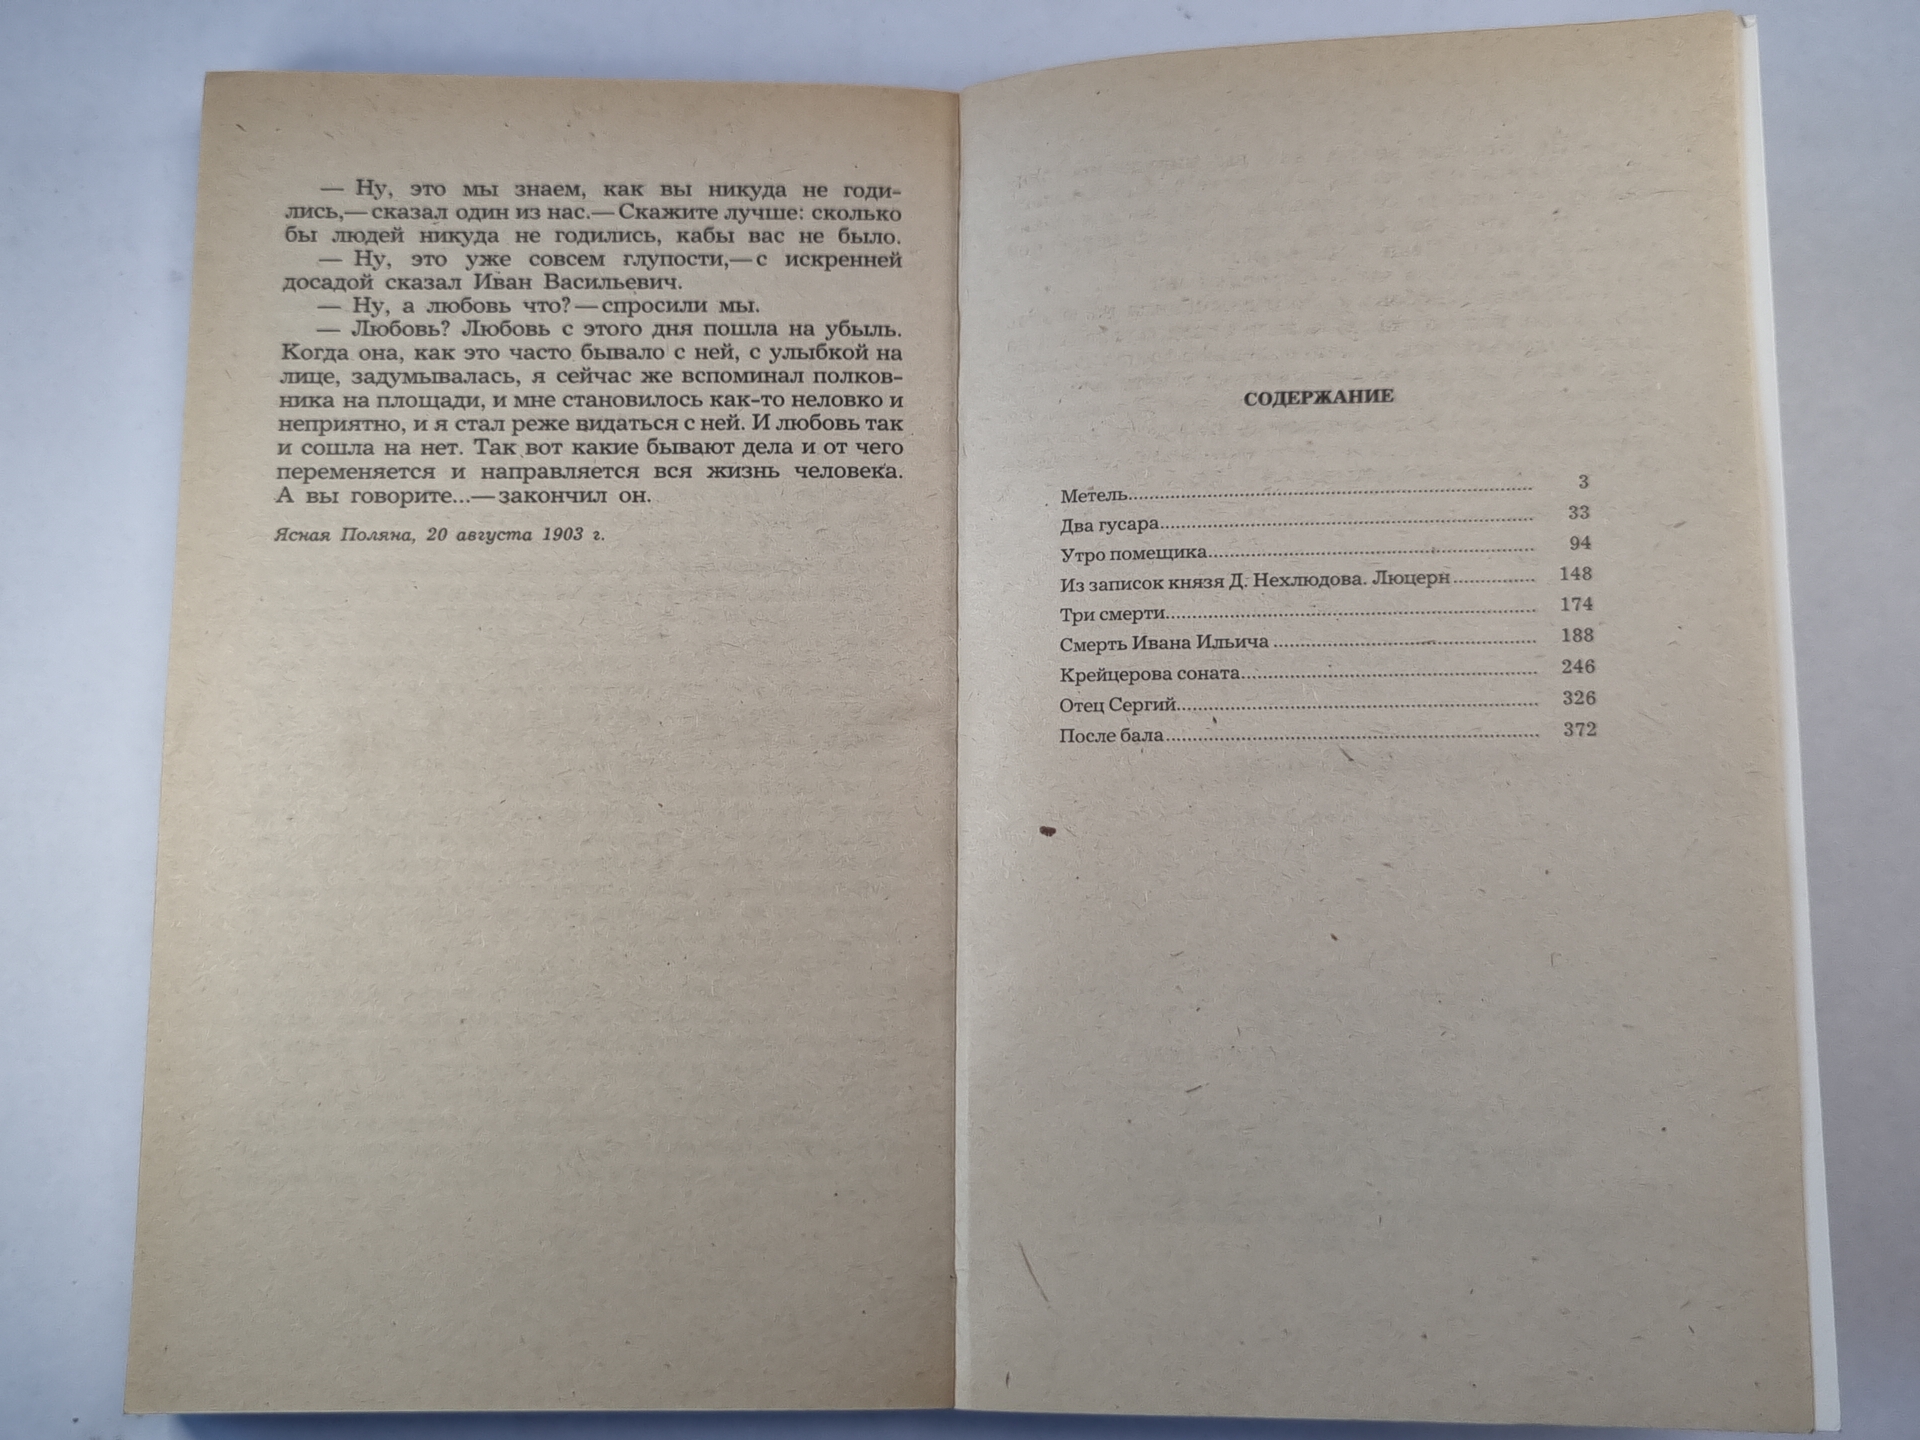 — Ну, это мы знаем, как вы никуда не годи-
лись,— сказал один из нас.— Скажите лучше: сколько
бы людей никуда не годились, кабы вас не было.
— Ну, это уже совсем глупости,— с искренней
досадой сказал Иван Васильевич.
— Ну, а любовь что? — спросили мы.
— Любовь? Любовь с этого дня пошла на убыль.
Когда она, как это часто бывало с ней, с улыбкой на
лице, задумывалась, я сейчас же вспоминал полков-
ника на площади, и мне становилось как-то неловко и
неприятно, и я стал реже видаться с ней. И любовь так
и сошла на нет. Так вот какие бывают дела и от чего
переменяется и направляется вся жизнь человека.
А вы говорите...— закончил он.
Ясная Поляна, 20 августа 1903 г.
СОДЕРЖАНИЕ
Метель........ 3
Два гусара........ 33
Утро помещика........ 94
Из записок князя Д. Нехлюдова. Люцерн........ 148
Три смерти........ 174
Смерть Ивана Ильича........ 188
Крейцерова соната........ 246
Отец Сергий........ 326
После бала........ 372